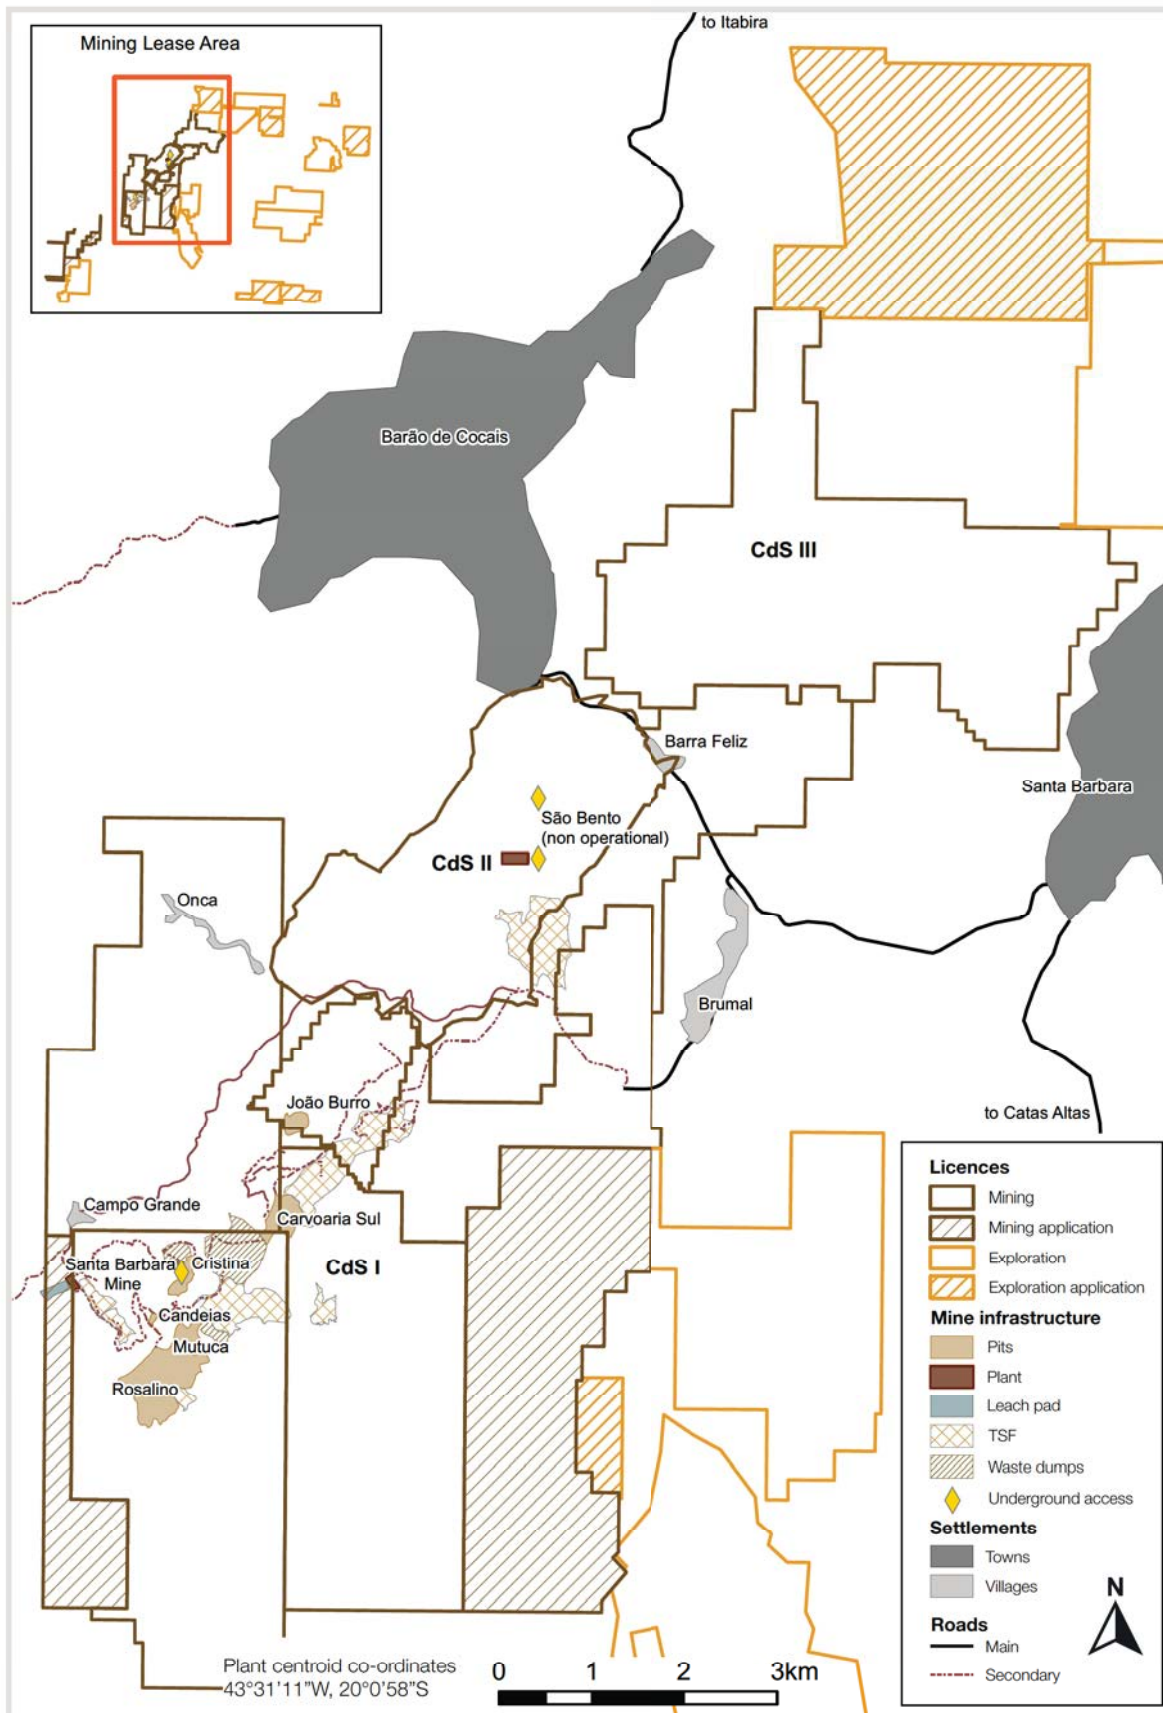 to Itabira
Mining Lease Area
Barão de Cocais
CdS III
Barra Feliz
Santa Barbara
São Bento
(non operational)
CdS II
Onca
Brumal
João Burro
to Catas Altas
Campo Grande
Carvoaria Sul
Santa Barbara
Mine
Cristina
CdS I
Candeias
Mutuca
Rosalino
Licences
Mining
Mining application
Exploration
Exploration application
Mine infrastructure
Pits
Plant
Leach pad
TSF
Waste dumps
Underground access
Settlements
Towns
Villages
Roads
Main
Secondary
N
Plant centroid co-ordinates
43°31'11"W, 20°0'58"S
0 1 2 3km